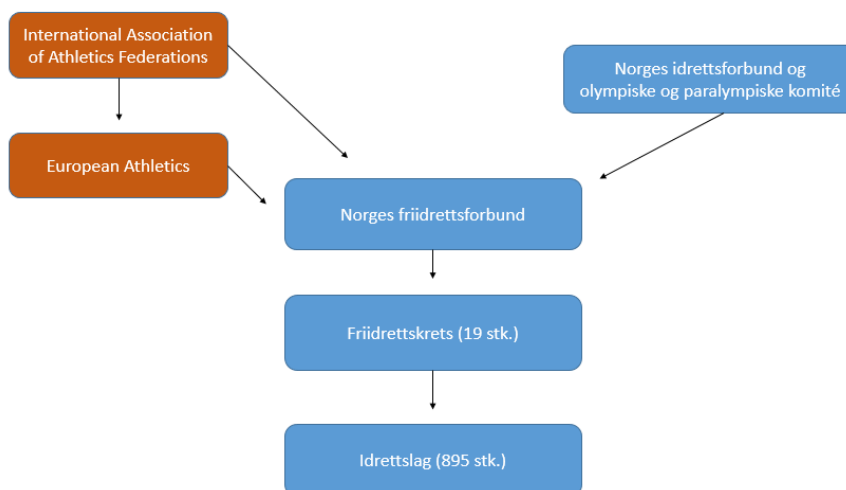 International Association
of Athletics Federations
Norges idrettsforbund og
olympiske og paralympiske komité
European Athletics
Norges friidrettsforbund
Friidrettskrets (19 stk.)
Idrettslag (895 stk.)